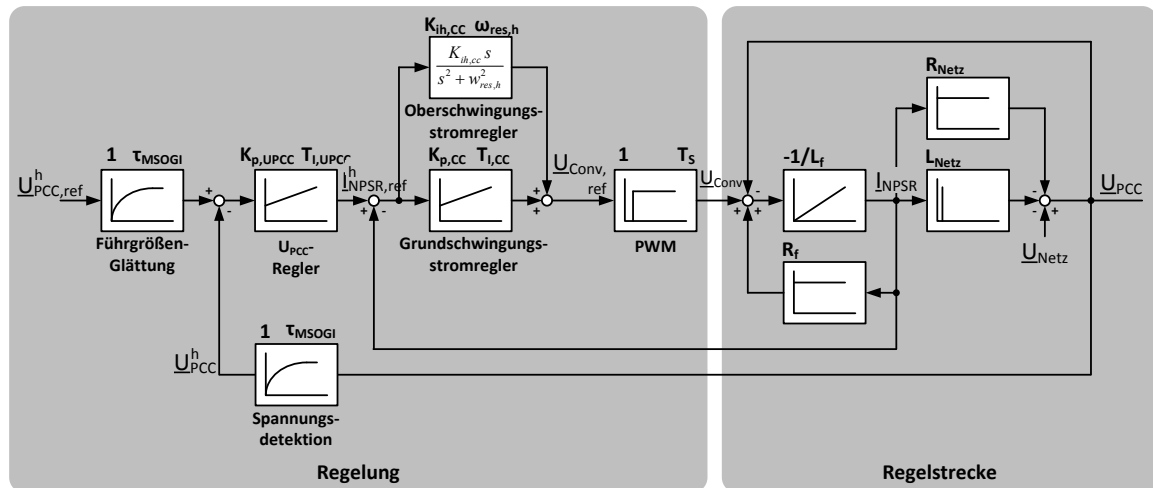 K_ih,CC ω_res,h
K_ih,cc s
s² + w²_res,h
Oberschwingungs-
stromregler
R_Netz
1 τ_MSOGI
K_p,UPCC T_I,UPCC
K_p,CC T_I,CC
1 T_S
-1/L_f
L_Netz
U^h_PCC,ref
+
-
I^h_NPSR,ref
+
-
+
+
U_Conv,ref
U_Conv
-
+
+
I_NPSR
-
-
+
U_PCC
Führgrößen-
Glättung
U_PCC-
Regler
Grundschwingungs-
stromregler
PWM
R_f
U_Netz
1 τ_MSOGI
U^h_PCC
Spannungs-
detektion
Regelung
Regelstrecke